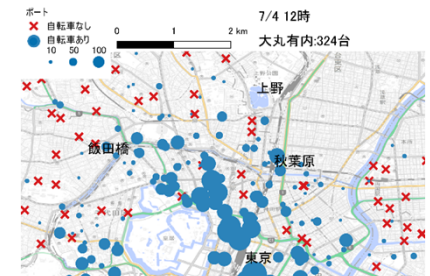 ポート
自転車なし
自転車あり
10 50 100
0 1 2 km
7/4 12時
大丸有内:324台
上野
飯田橋
秋葉原
東京